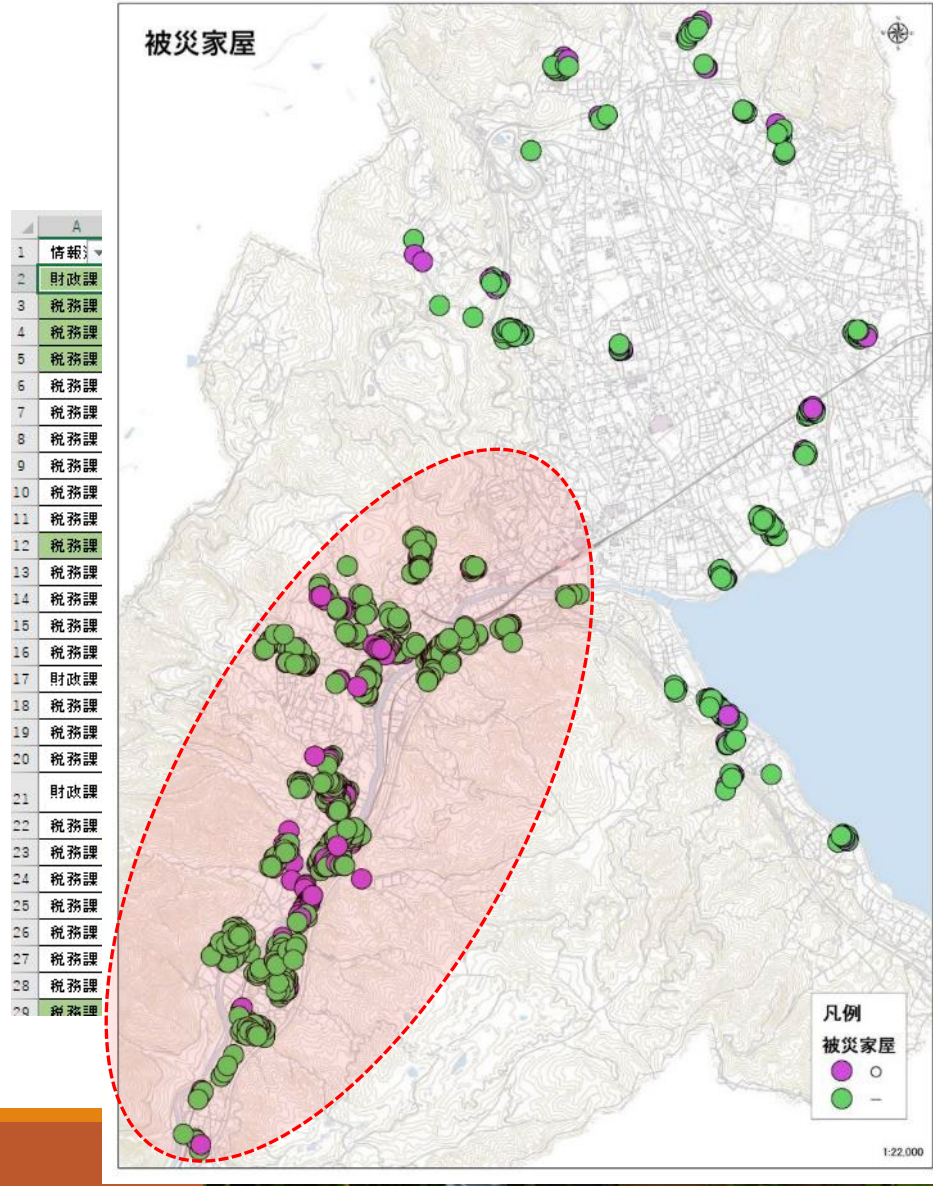 被災家屋
A
1 情報
2 財政課
3 税務課
4 税務課
5 税務課
6 税務課
7 税務課
8 税務課
9 税務課
10 税務課
11 税務課
12 税務課
13 税務課
14 税務課
15 税務課
16 税務課
17 財政課
18 税務課
19 税務課
20 税務課
21 財政課
22 税務課
23 税務課
24 税務課
25 税務課
26 税務課
27 税務課
28 税務課
29 税務課
凡例
被災家屋
○
－
1:22,000